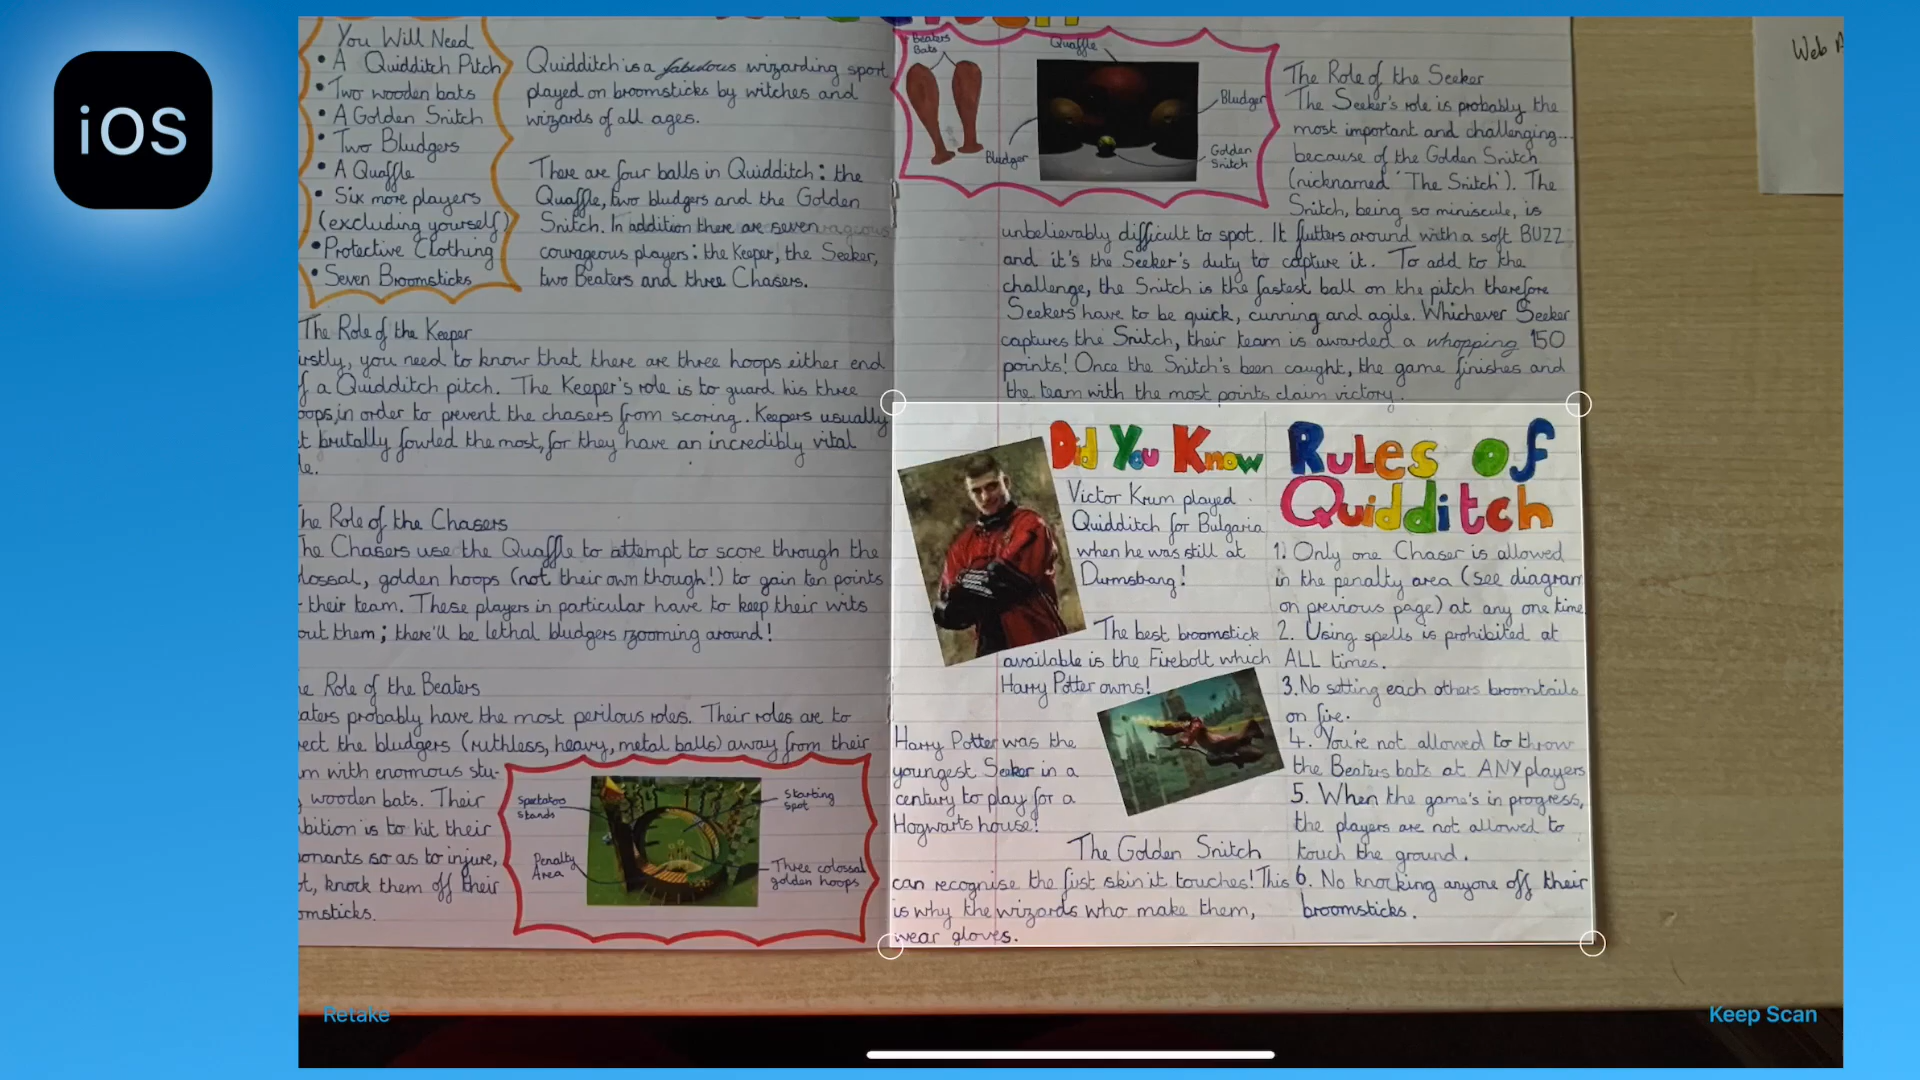 iOS
You Will Need
• A Quidditch Pitch
• Two wooden bats
• A Golden Snitch
• Two Bludgers
• A Quaffle
• Six more players
(excluding yourself)
• Protective Clothing
• Seven Broomsticks
Quidditch is a fabulous wizarding sport
played on broomsticks by witches and
wizards of all ages.
There are four balls in Quidditch: the
Quaffle, two bludgers and the Golden
Snitch. In addition there are seven
courageous players: the Keeper, the Seeker,
two Beaters and three Chasers.
The Role of the Keeper
irstly, you need to know that there are three hoops either end
f a Quidditch pitch. The Keeper's role is to guard his three
oops, in order to prevent the chasers from scoring. Keepers usually
t brutally fowled the most, for they have an incredibly vital
le.
The Role of the Chasers
The Chasers use the Quaffle to attempt to score through the
lossal, golden hoops (not their own though!) to gain ten points
their team. These players in particular have to keep their wits
out them; there'll be lethal bludgers zooming around!
e Role of the Beaters
aters probably have the most perilous roles. Their roles are to
rect the bludgers (ruthless, heavy, metal balls) away from their
m with enormous stu-
, wooden bats. Their
bition is to hit their
onants so as to injure,
t, knock them off their
omsticks.
Spectators
stands
Starting
spot
Penalty
Area
Three colossal
golden hoops
Beaters
Bats
Quaffle
Bludger
Bludger
Golden
Snitch
The Role of the Seeker
The Seeker's role is probably the
most important and challenging...
because of the Golden Snitch
(nicknamed 'The Snitch'). The
Snitch, being so miniscule, is
unbelievably difficult to spot. It flutters around with a soft BUZZ
and it's the Seeker's duty to capture it. To add to the
challenge, the Snitch is the fastest ball on the pitch therefore
Seekers have to be quick, cunning and agile. Whichever Seeker
captures the Snitch, their team is awarded a whopping 150
points! Once the Snitch's been caught, the game finishes and
the team with the most points claim victory.
Did You Know
Victor Krum played
Quidditch for Bulgaria
when he was still at
Durmsbang!
The best broomstick
available is the Firebolt which
Harry Potter owns!
Harry Potter was the
youngest Seeker in a
century to play for a
Hogwarts house!
The Golden Snitch
can recognise the first skin it touches! This
is why the wizards who make them,
wear gloves.
Rules of
Quidditch
1. Only one Chaser is allowed
in the penalty area (see diagram
on previous page) at any one time
2. Using spells is prohibited at
ALL times.
3. No setting each others broomtails
on fire.
4. You're not allowed to throw
the Beaters bats at ANY players
5. When the game's in progress,
the players are not allowed to
touch the ground.
6. No knocking anyone off their
broomsticks.
Web
Retake
Keep Scan